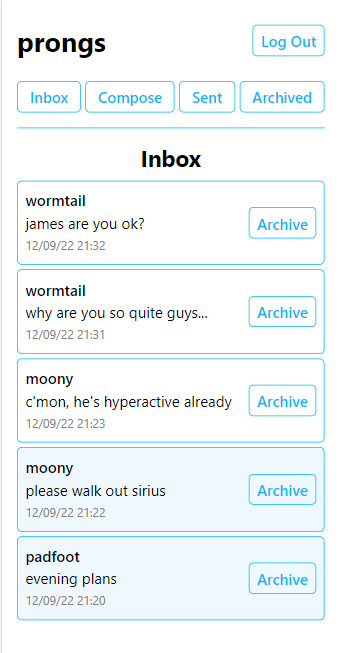 prongs
Log Out
Inbox
Compose
Sent
Archived
Inbox
wormtail
james are you ok?
12/09/22 21:32
Archive
wormtail
why are you so quite guys...
12/09/22 21:31
Archive
moony
c'mon, he's hyperactive already
12/09/22 21:23
Archive
moony
please walk out sirius
12/09/22 21:22
Archive
padfoot
evening plans
12/09/22 21:20
Archive